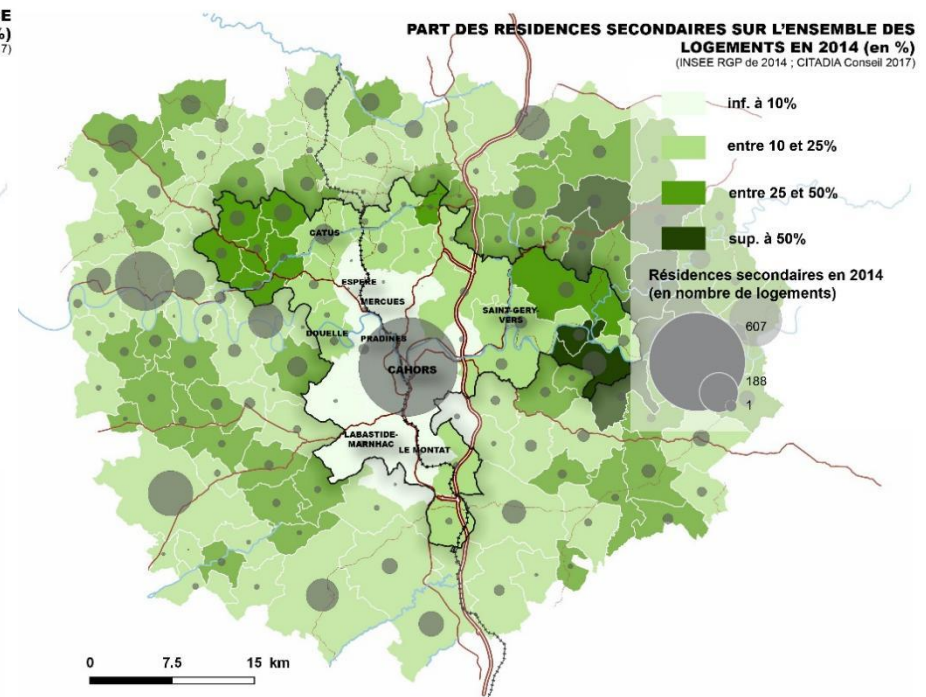 E
%)
7)
PART DES RESIDENCES SECONDAIRES SUR L'ENSEMBLE DES
LOGEMENTS EN 2014 (en %)
(INSEE RGP de 2014 ; CITADIA Conseil 2017)
inf. à 10%
entre 10 et 25%
entre 25 et 50%
sup. à 50%
Résidences secondaires en 2014
(en nombre de logements)
607
188
1
CATUS
ESPERE
MERCUES
SAINT-GERY-
VERS
DOUELLE
PRADINES
CAHORS
LABASTIDE-
MARNHAC
LE MONTAT
0 7.5 15 km